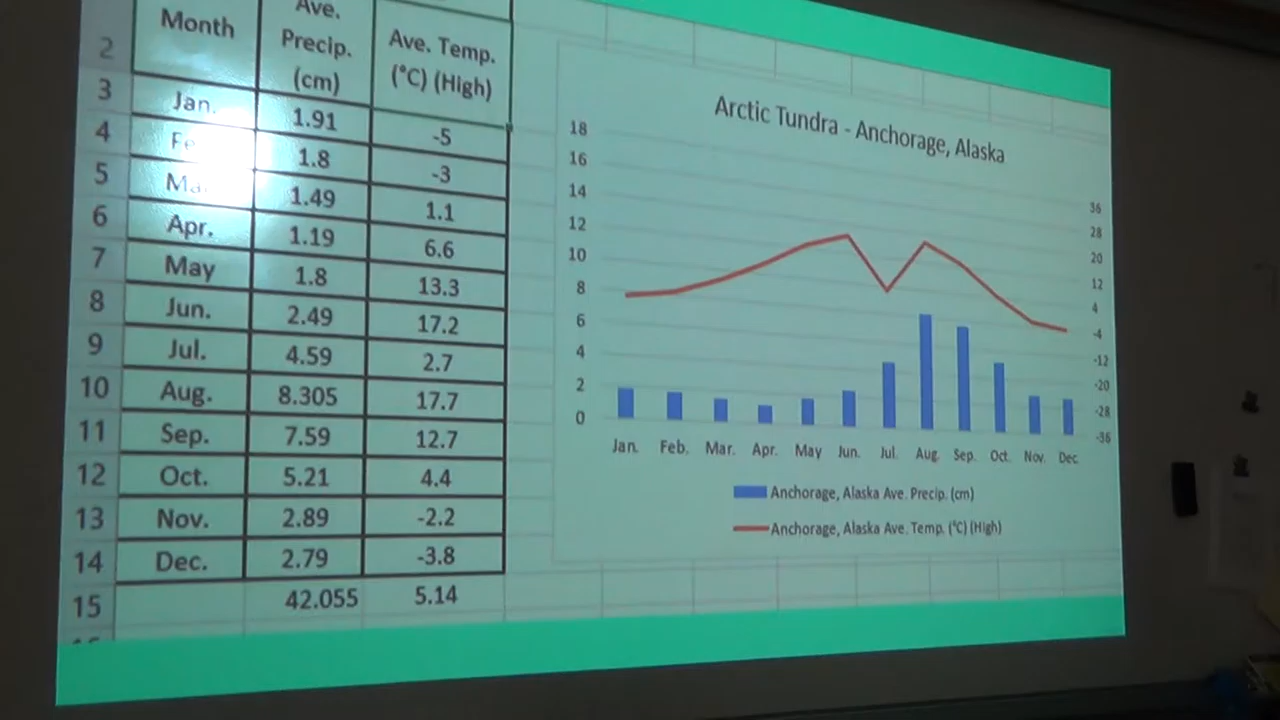 Month Ave. Precip. (cm) Ave. Temp. (°C) (High)
2
3 Jan. 1.91 -5
4 1.8 -3
5 1.49 1.1
6 Apr. 1.19 6.6
7 May 1.8 13.3
8 Jun. 2.49 17.2
9 Jul. 4.59 2.7
10 Aug. 8.305 17.7
11 Sep. 7.59 12.7
12 Oct. 5.21 4.4
13 Nov. 2.89 -2.2
14 Dec. 2.79 -3.8
15 42.055 5.14
Arctic Tundra - Anchorage, Alaska
18
16
14
12
10
8
6
4
2
0
36
28
20
12
4
-4
-12
-20
-28
-36
Jan. Feb. Mar. Apr. May Jun. Jul. Aug. Sep. Oct. Nov. Dec.
Anchorage, Alaska Ave. Precip. (cm)
Anchorage, Alaska Ave. Temp. (°C) (High)